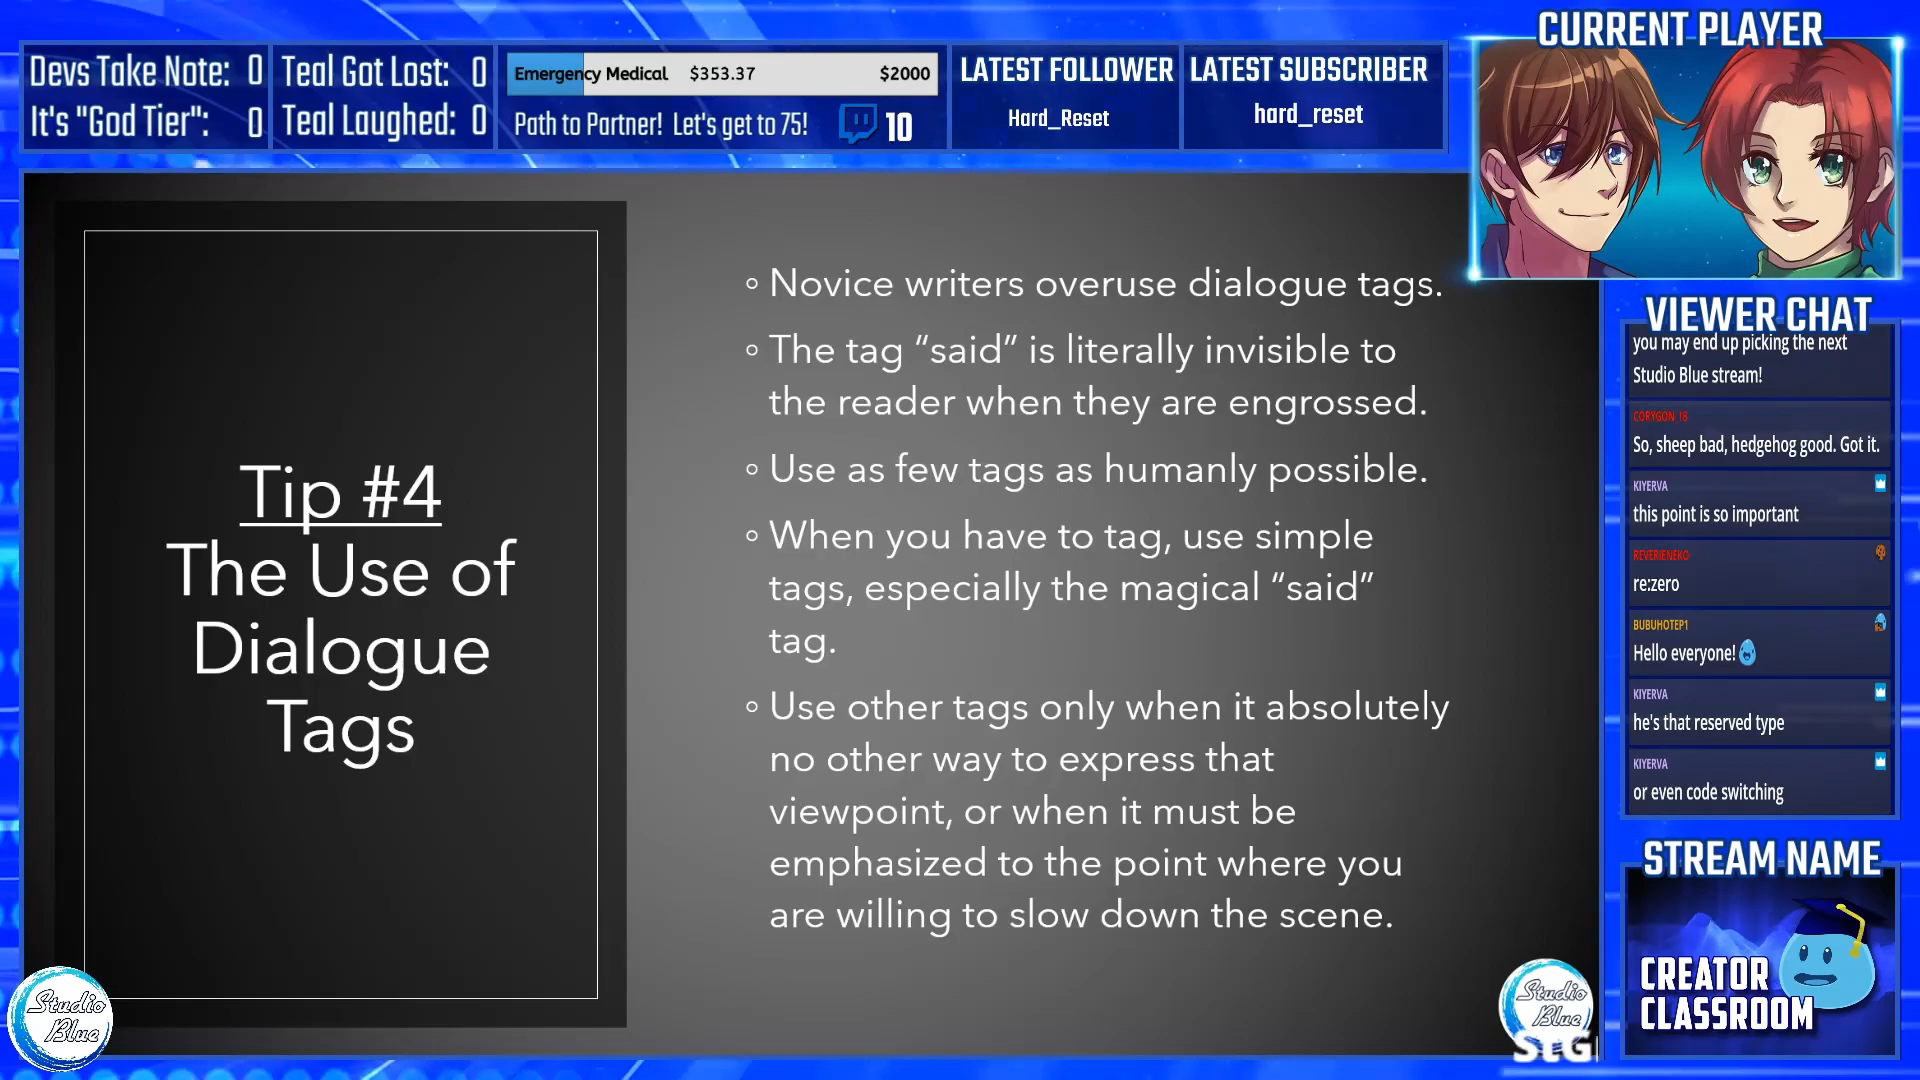 Devs Take Note: 0
It's "God Tier": 0
Teal Got Lost: 0
Teal Laughed: 0
Emergency Medical $353.37 $2000
Path to Partner! Let's get to 75! 10
LATEST FOLLOWER
Hard_Reset
LATEST SUBSCRIBER
hard_reset
CURRENT PLAYER
Tip #4
The Use of
Dialogue
Tags
◦ Novice writers overuse dialogue tags.
◦ The tag “said” is literally invisible to
the reader when they are engrossed.
◦ Use as few tags as humanly possible.
◦ When you have to tag, use simple
tags, especially the magical “said”
tag.
◦ Use other tags only when it absolutely
no other way to express that
viewpoint, or when it must be
emphasized to the point where you
are willing to slow down the scene.
VIEWER CHAT
you may end up picking the next
Studio Blue stream!
CORYGON_18
So, sheep bad, hedgehog good. Got it.
KIYERVA
this point is so important
REVERIENEKO
re:zero
BUBUHOTEP1
Hello everyone!
KIYERVA
he's that reserved type
KIYERVA
or even code switching
STREAM NAME
CREATOR
CLASSROOM
Studio
Blue
Studio
Blue
StG